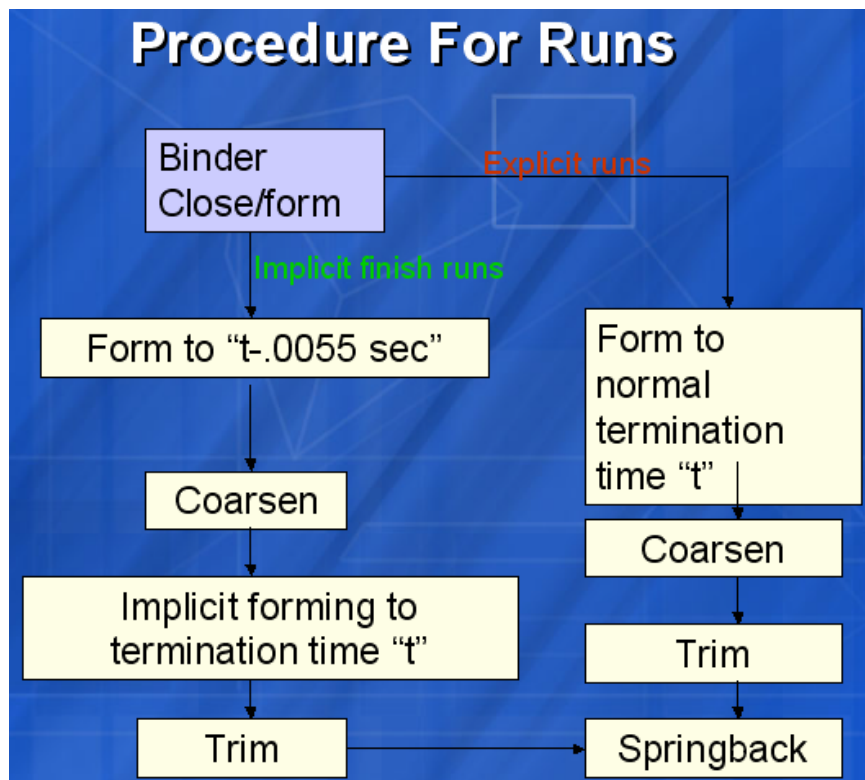 Procedure For Runs
Binder
Close/form
Explicit runs
Implicit finish runs
Form to “t-.0055 sec”
Form to
normal
termination
time “t”
Coarsen
Coarsen
Implicit forming to
termination time “t”
Trim
Trim
Springback